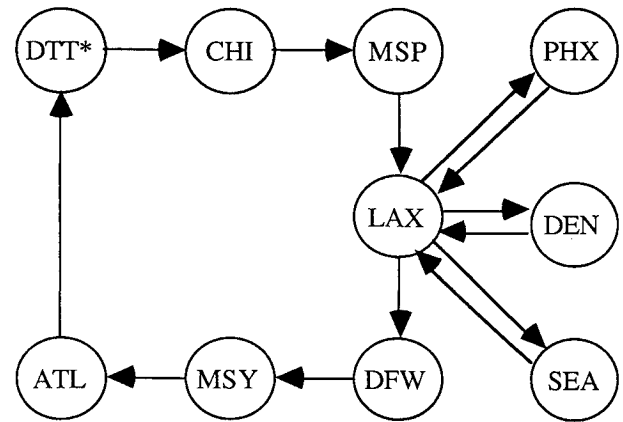 DTT*
CHI
MSP
PHX
LAX
DEN
ATL
MSY
DFW
SEA